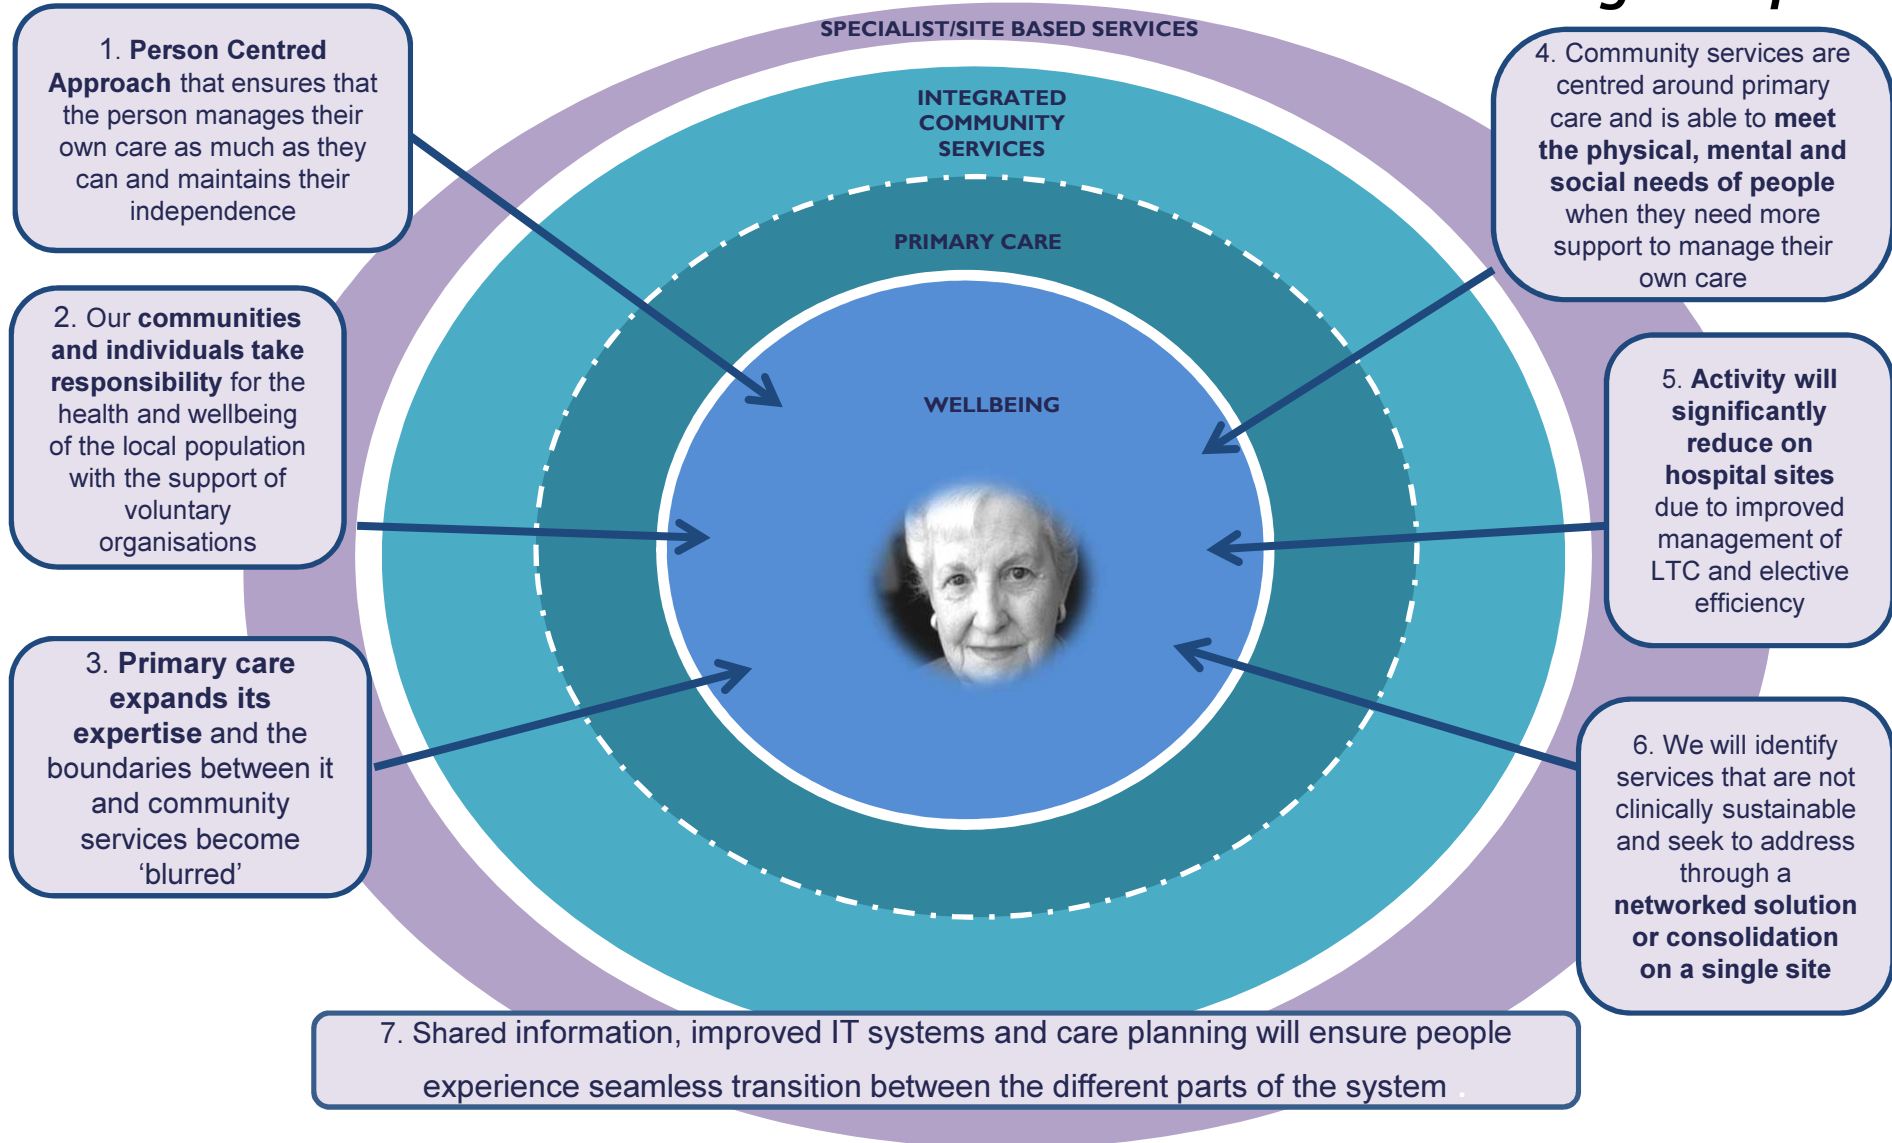 SPECIALIST/SITE BASED SERVICES
INTEGRATED
COMMUNITY
SERVICES
PRIMARY CARE
WELLBEING
1. Person Centred
Approach that ensures that
the person manages their
own care as much as they
can and maintains their
independence
2. Our communities
and individuals take
responsibility for the
health and wellbeing
of the local population
with the support of
voluntary
organisations
3. Primary care
expands its
expertise and the
boundaries between it
and community
services become
‘blurred’
4. Community services are
centred around primary
care and is able to meet
the physical, mental and
social needs of people
when they need more
support to manage their
own care
5. Activity will
significantly
reduce on
hospital sites
due to improved
management of
LTC and elective
efficiency
6. We will identify
services that are not
clinically sustainable
and seek to address
through a
networked solution
or consolidation
on a single site
7. Shared information, improved IT systems and care planning will ensure people
experience seamless transition between the different parts of the system .